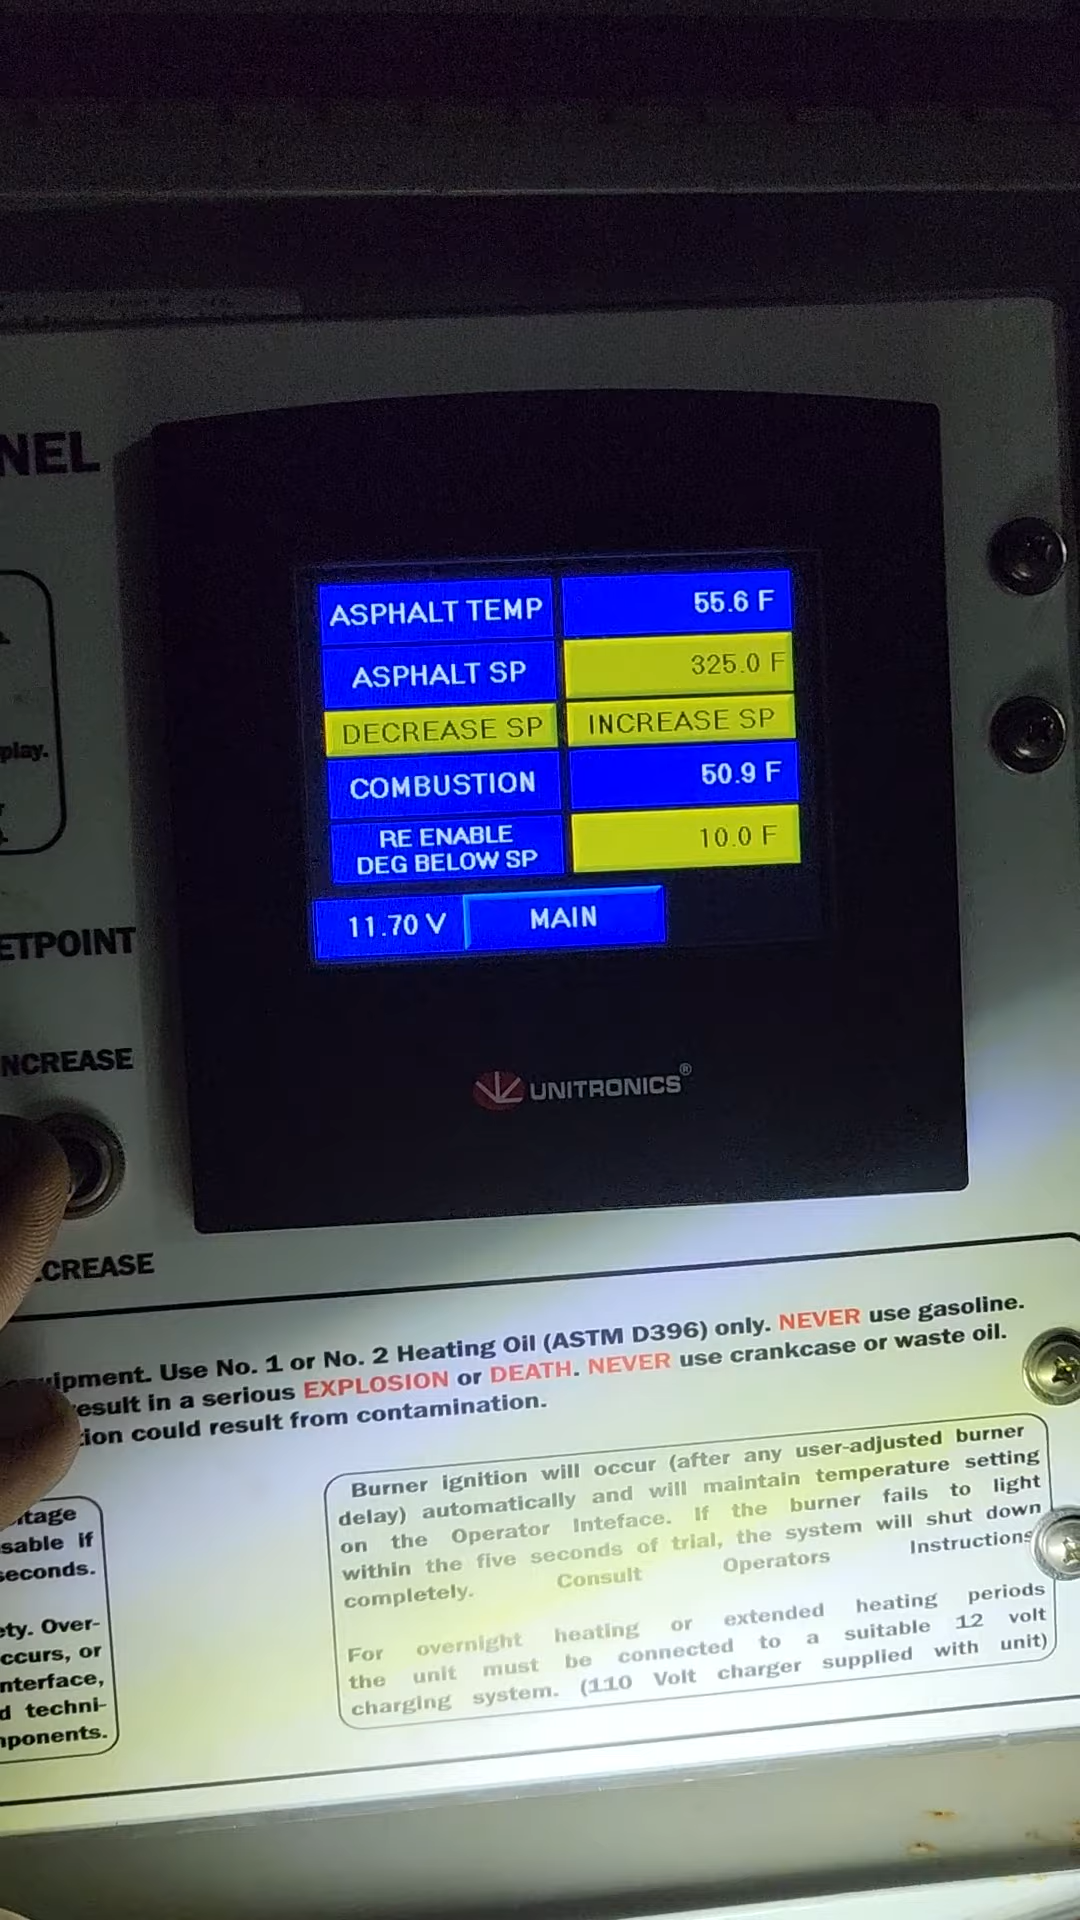 NEL
ASPHALT TEMP 55.6 F
ASPHALT SP 325.0 F
DECREASE SP INCREASE SP
COMBUSTION 50.9 F
RE ENABLE
DEG BELOW SP 10.0 F
11.70 V MAIN
play.
ETPOINT
NCREASE
UNITRONICS®
CREASE
ipment. Use No. 1 or No. 2 Heating Oil (ASTM D396) only. NEVER use gasoline.
esult in a serious EXPLOSION or DEATH. NEVER use crankcase or waste oil.
tion could result from contamination.
ltage
sable if
seconds.
ety. Over-
ccurs, or
nterface,
d techni-
mponents.
Burner ignition will occur (after any user-adjusted burner
delay) automatically and will maintain temperature setting
on the Operator Inteface. If the burner fails to light
within the five seconds of trial, the system will shut down
completely. Consult Operators Instructions
For overnight heating or extended heating periods
the unit must be connected to a suitable 12 volt
charging system. (110 Volt charger supplied with unit)